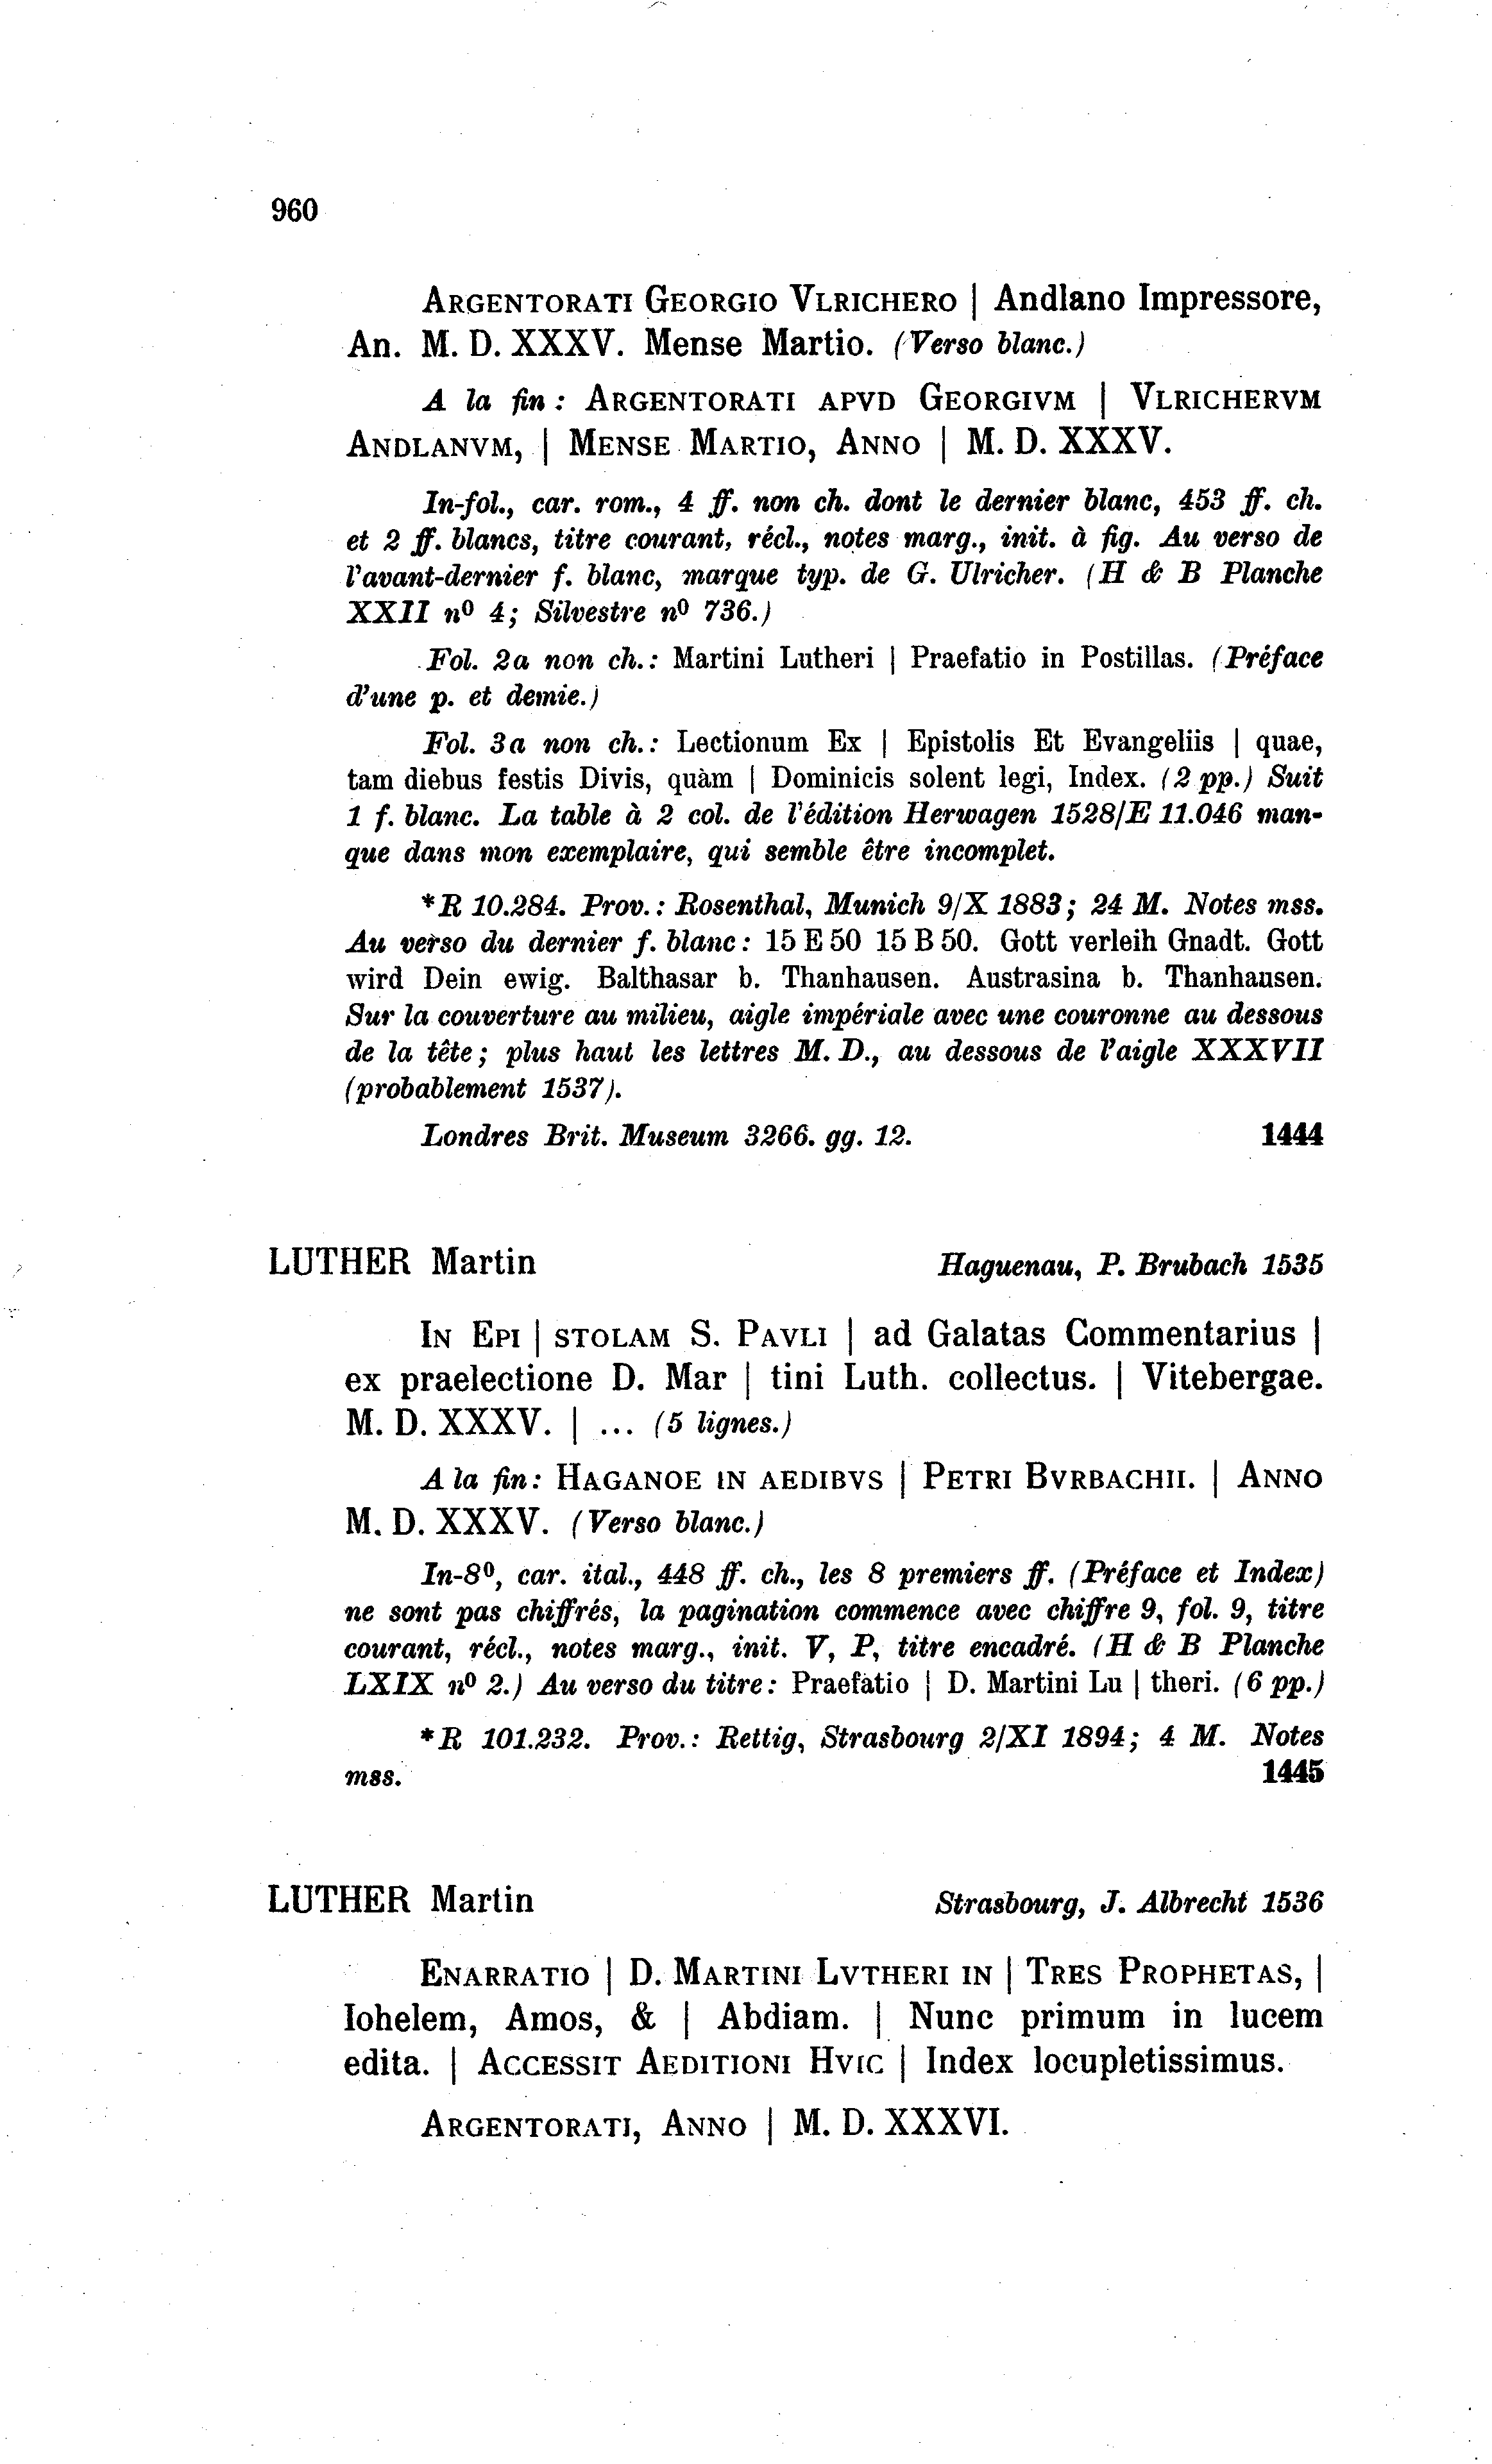 960
ARGENTORATI GEORGIO VLRICHERO | Andlano Impressore,
An. M. D. XXXV. Mense Martio. (Verso blanc.)
A la fin: ARGENTORATI APVD GEORGIVM | VLRICHERVM
ANDLANVM, | MENSE MARTIO, ANNO | M. D. XXXV.
In-fol., car. rom., 4 ff. non ch. dont le dernier blanc, 453 ff. ch.
et 2 ff. blancs, titre courant, récl., notes marg., init. à fig. Au verso de
l'avant-dernier f. blanc, marque typ. de G. Ulricher. (H & B Planche
XXII nº 4; Silvestre nº 736.)
Fol. 2a non ch.: Martini Lutheri | Praefatio in Postillas. (Préface
d'une p. et demie.)
Fol. 3a non ch.: Lectionum Ex | Epistolis Et Evangeliis | quae,
tam diebus festis Divis, quàm | Dominicis solent legi, Index. (2 pp.) Suit
1 f. blanc. La table à 2 col. de l'édition Herwagen 1528/E 11.046 man-
que dans mon exemplaire, qui semble être incomplet.
*R 10.284. Prov.: Rosenthal, Munich 9/X 1883; 24 M. Notes mss.
Au verso du dernier f. blanc: 15 E 50 15 B 50. Gott verleih Gnadt. Gott
wird Dein ewig. Balthasar b. Thanhausen. Austrasina b. Thanhausen.
Sur la couverture au milieu, aigle impériale avec une couronne au dessous
de la tête; plus haut les lettres M. D., au dessous de l'aigle XXXVII
(probablement 1537).
Londres Brit. Museum 3266. gg. 12. 1444
LUTHER Martin Haguenau, P. Brubach 1535
IN EPI | STOLAM S. PAVLI | ad Galatas Commentarius |
ex praelectione D. Mar | tini Luth. collectus. | Vitebergae.
M. D. XXXV. | ... (5 lignes.)
A la fin: HAGANOE IN AEDIBVS | PETRI BVRBACHII. | ANNO
M. D. XXXV. (Verso blanc.)
In-8º, car. ital., 448 ff. ch., les 8 premiers ff. (Préface et Index)
ne sont pas chiffrés, la pagination commence avec chiffre 9, fol. 9, titre
courant, récl., notes marg., init. V, P, titre encadré. (H & B Planche
LXIX nº 2.) Au verso du titre: Praefatio | D. Martini Lu | theri. (6 pp.)
*R 101.232. Prov.: Rettig, Strasbourg 2/XI 1894; 4 M. Notes
mss. 1445
LUTHER Martin Strasbourg, J. Albrecht 1536
ENARRATIO | D. MARTINI LVTHERI IN | TRES PROPHETAS, |
Iohelem, Amos, & | Abdiam. | Nunc primum in lucem
edita. | ACCESSIT AEDITIONI HVIC | Index locupletissimus.
ARGENTORATI, ANNO | M. D. XXXVI.